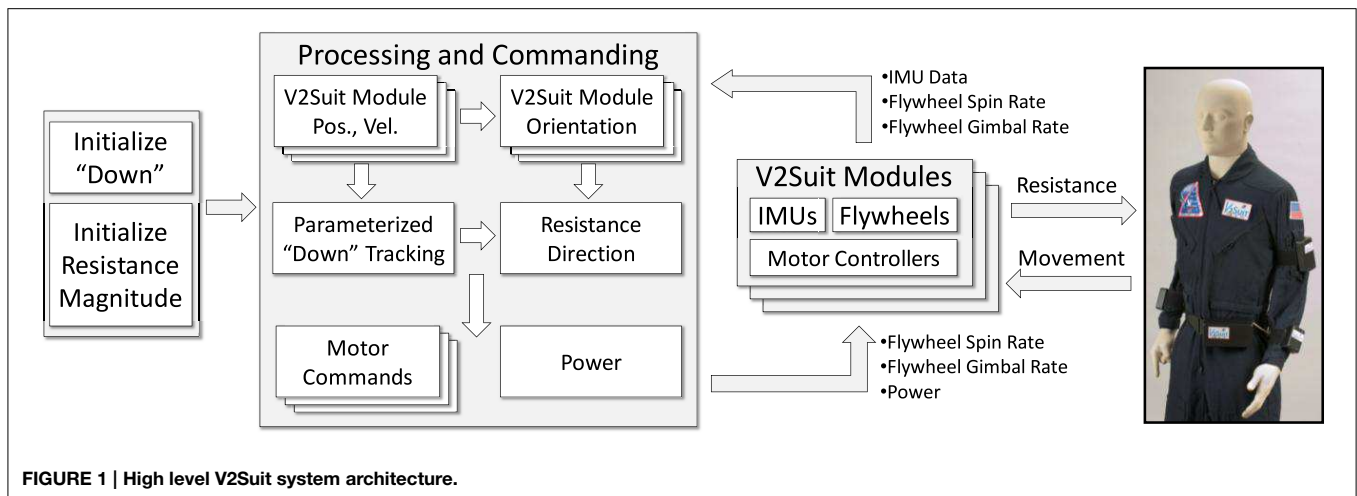 Initialize
“Down”
Initialize
Resistance
Magnitude
Processing and Commanding
V2Suit Module
Pos., Vel.
V2Suit Module
Orientation
Parameterized
“Down” Tracking
Resistance
Direction
Motor
Commands
Power
•IMU Data
•Flywheel Spin Rate
•Flywheel Gimbal Rate
V2Suit Modules
IMUs
Flywheels
Motor Controllers
•Flywheel Spin Rate
•Flywheel Gimbal Rate
•Power
Resistance
Movement
V2Suit
V2Suit
FIGURE 1 | High level V2Suit system architecture.